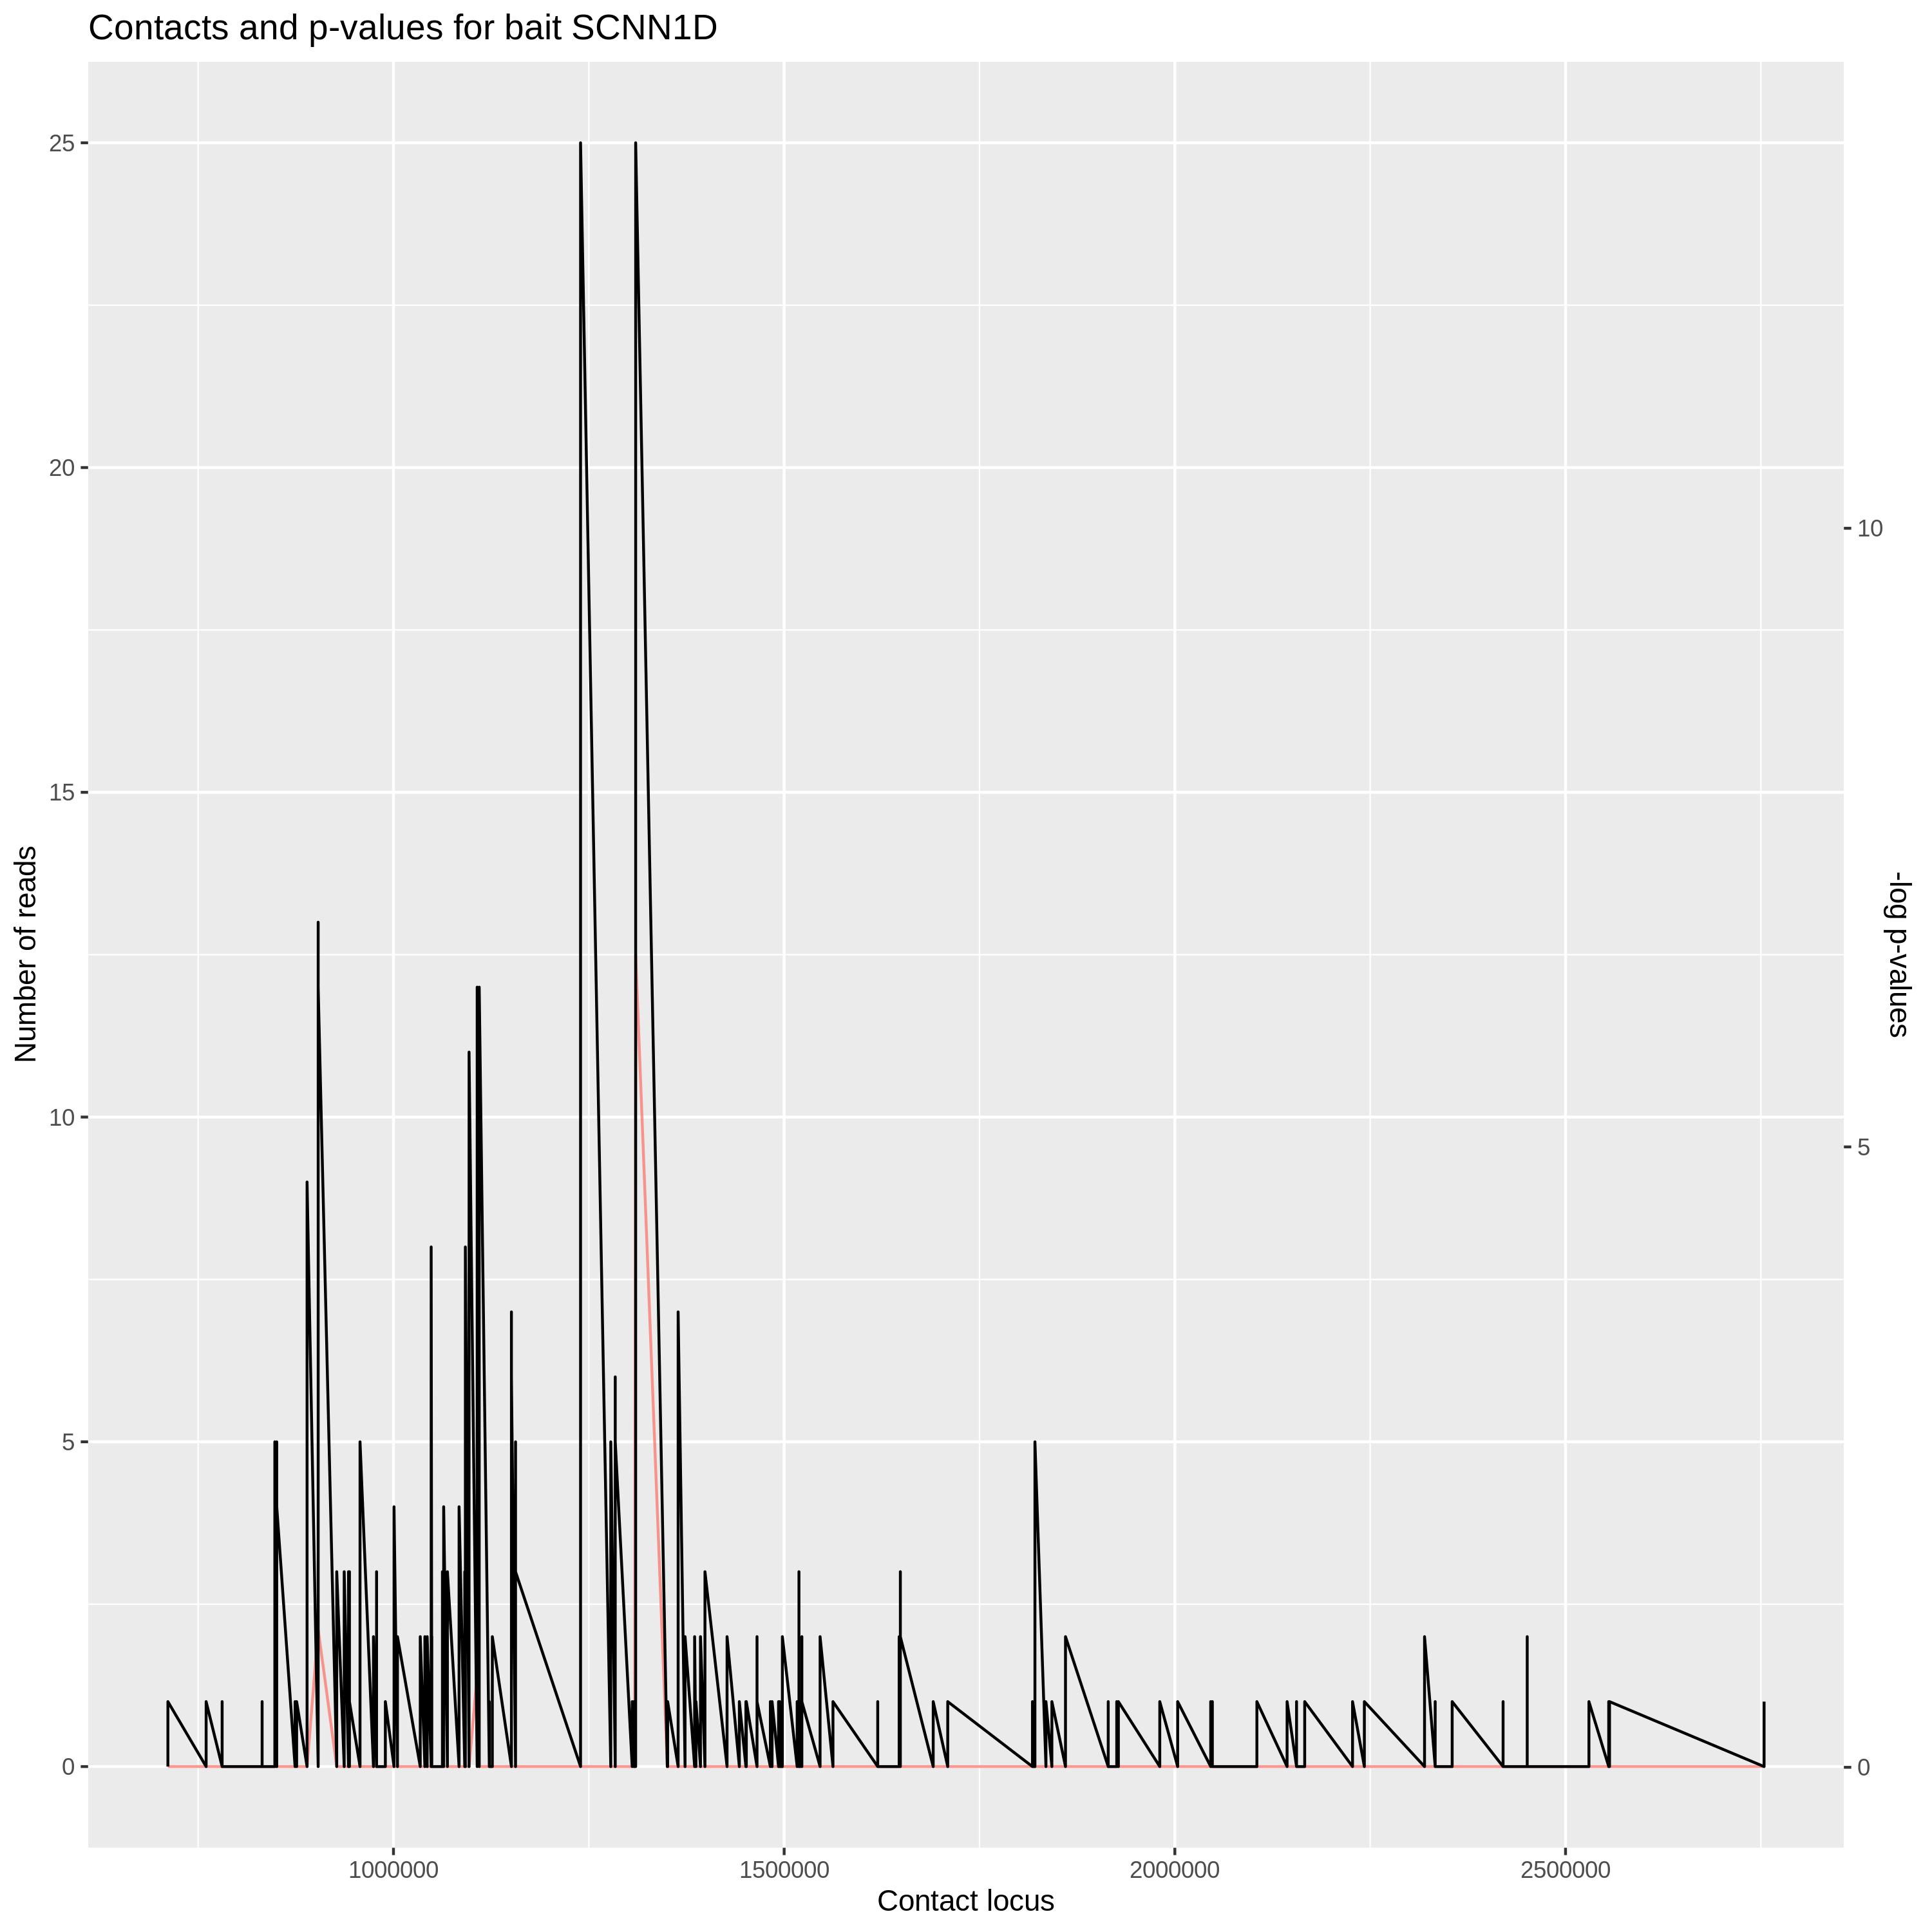 Contacts and p-values for bait SCNN1D
25
20
15
10
5
0
Number of reads
10
5
0
-log p-values
1000000 1500000 2000000 2500000
Contact locus